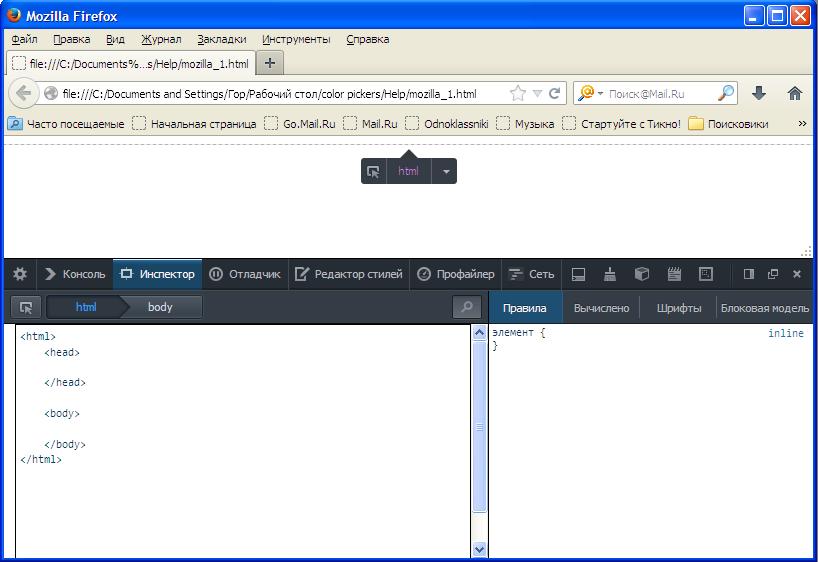 Mozilla Firefox
Файл Правка Вид Журнал Закладки Инструменты Справка
file:///C:/Documents%...s/Help/mozilla_1.html
file:///C:/Documents and Settings/Гор/Рабочий стол/color pickers/Help/mozilla_1.html Поиск@Mail.Ru
Часто посещаемые Начальная страница Go.Mail.Ru Mail.Ru Odnoklassniki Музыка Стартуйте с Тикно! Поисковики »
html
Консоль Инспектор Отладчик Редактор стилей Профайлер Сеть
html body Правила Вычислено Шрифты Блоковая модель
<html>
<head>
</head>
<body>
</body>
</html>
элемент { inline
}